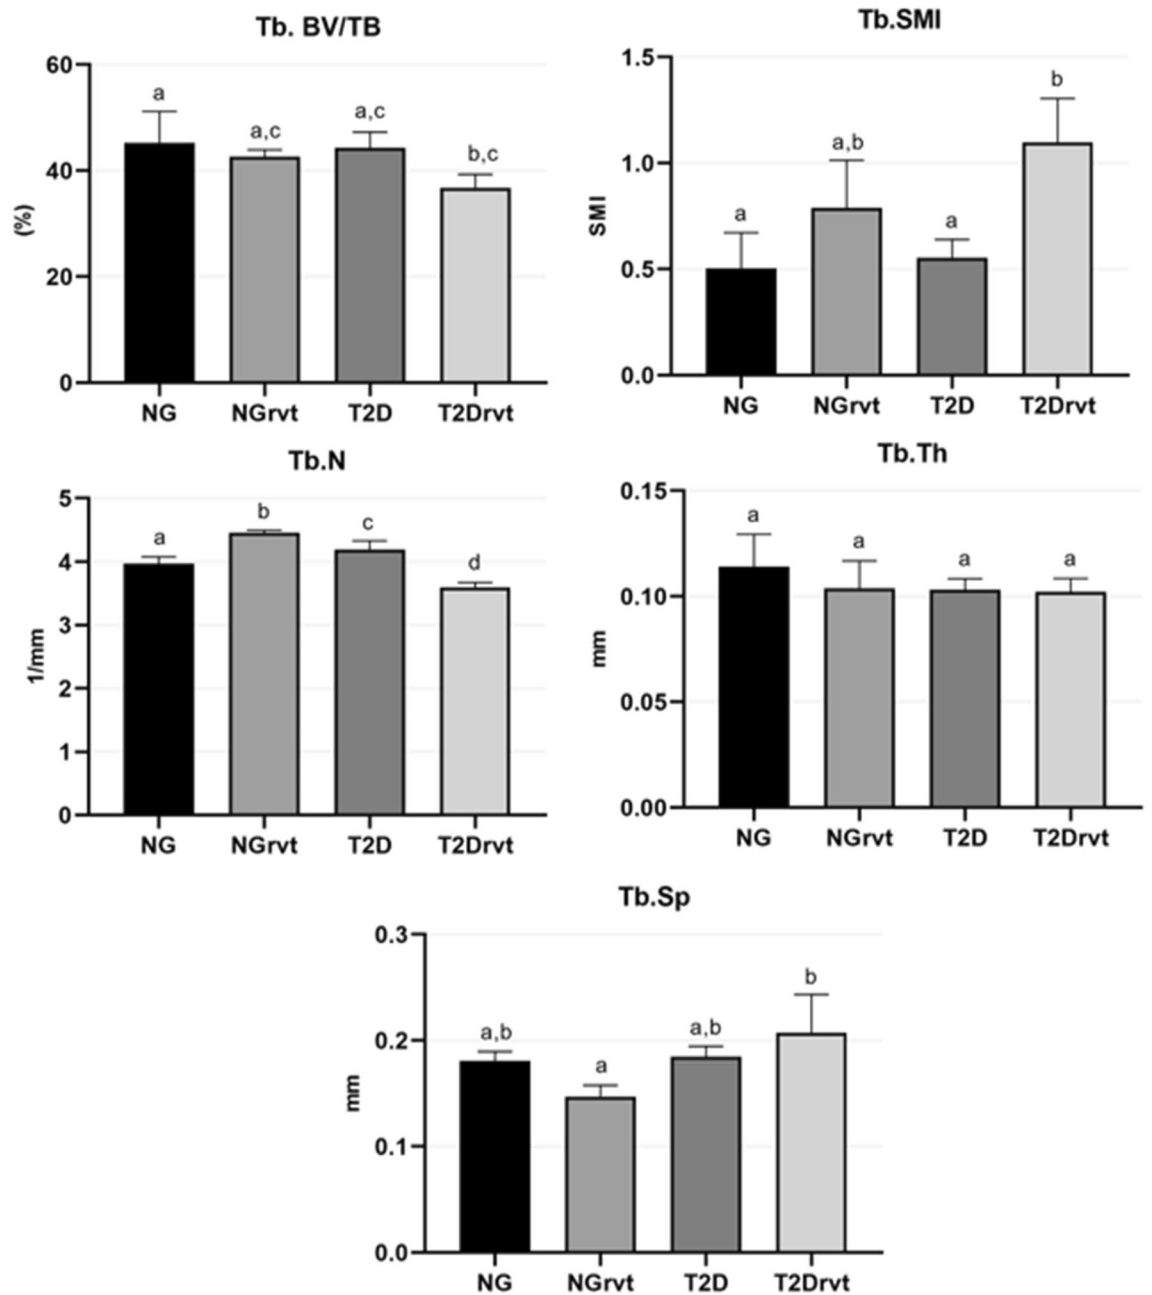 Tb. BV/TB
60
40
20
0
(%)
a
a,c
a,c
b,c
NG NGrvt T2D T2Drvt
Tb.SMI
1.5
1.0
0.5
0.0
SMI
a
a,b
a
b
NG NGrvt T2D T2Drvt
Tb.N
5
4
3
2
1
0
1/mm
a
b
c
d
NG NGrvt T2D T2Drvt
Tb.Th
0.15
0.10
0.05
0.00
mm
a
a
a
a
NG NGrvt T2D T2Drvt
Tb.Sp
0.3
0.2
0.1
0.0
mm
a,b
a
a,b
b
NG NGrvt T2D T2Drvt